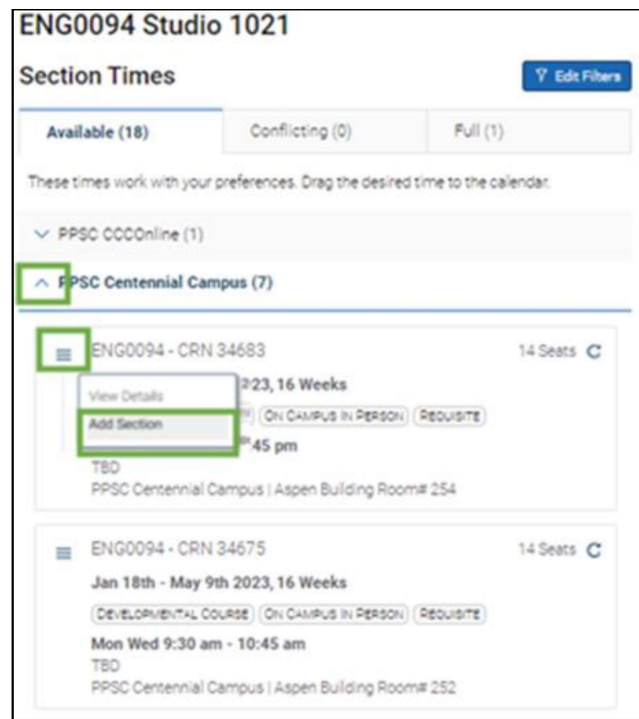 ENG0094 Studio 1021
Section Times
Edit Filters
Available (18) Conflicting (0) Full (1)
These times work with your preferences. Drag the desired time to the calendar.
PPSC CCCOnline (1)
PPSC Centennial Campus (7)
ENG0094 - CRN 34683 14 Seats
View Details
23, 16 Weeks
Add Section
ON CAMPUS IN PERSON REQUISITE
45 pm
TBD
PPSC Centennial Campus | Aspen Building Room# 254
ENG0094 - CRN 34675 14 Seats
Jan 18th - May 9th 2023, 16 Weeks
DEVELOPMENTAL COURSE ON CAMPUS IN PERSON REQUISITE
Mon Wed 9:30 am - 10:45 am
TBD
PPSC Centennial Campus | Aspen Building Room# 252